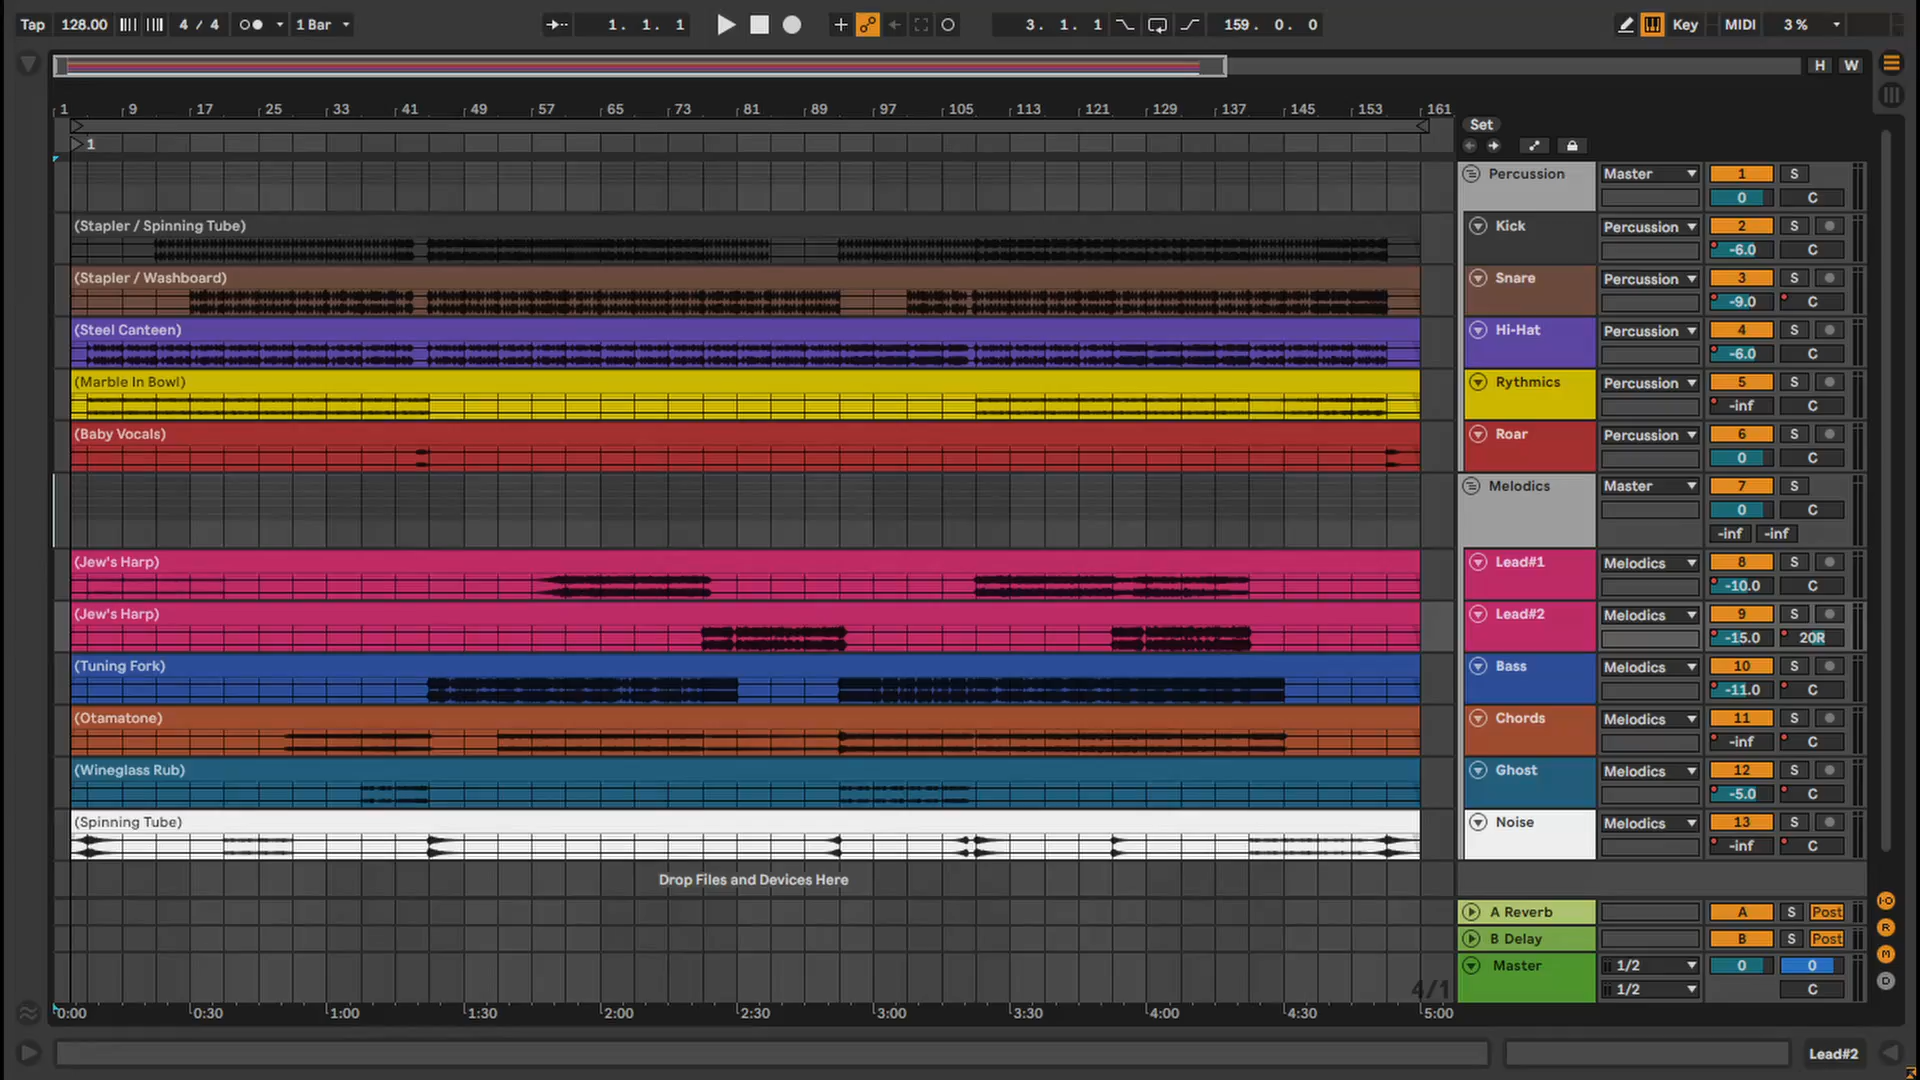 Tap 128.00 4 / 4 1 Bar 1. 1. 1 3. 1. 1 159. 0. 0 Key MIDI 3 %
H W
1 9 17 25 33 41 49 57 65 73 81 89 97 105 113 121 129 137 145 153 161
Set
1
Percussion Master 1 S
0 C
(Stapler / Spinning Tube) Kick Percussion 2 S
-6.0 C
(Stapler / Washboard) Snare Percussion 3 S
-9.0 C
(Steel Canteen) Hi-Hat Percussion 4 S
-6.0 C
(Marble In Bowl) Rythmics Percussion 5 S
-inf C
(Baby Vocals) Roar Percussion 6 S
0 C
Melodics Master 7 S
0 C
-inf -inf
(Jew's Harp) Lead#1 Melodics 8 S
-10.0 C
(Jew's Harp) Lead#2 Melodics 9 S
-15.0 20R
(Tuning Fork) Bass Melodics 10 S
-11.0 C
(Otamatone) Chords Melodics 11 S
-inf C
(Wineglass Rub) Ghost Melodics 12 S
-5.0 C
(Spinning Tube) Noise Melodics 13 S
-inf C
Drop Files and Devices Here
A Reverb A S Post
B Delay B S Post
Master 1/2 0 0
4/1 1/2 C
0:00 0:30 1:00 1:30 2:00 2:30 3:00 3:30 4:00 4:30 5:00
I·O
R
M
D
Lead#2